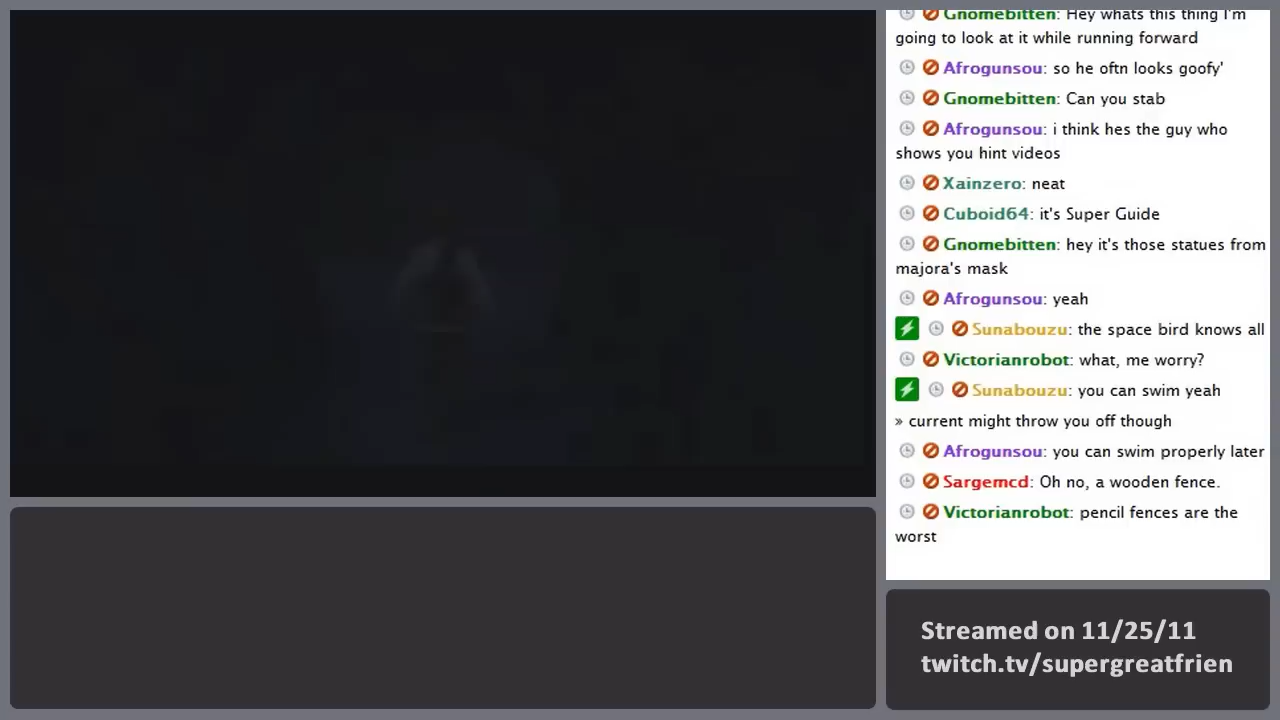 Gnomebitten: Hey whats this thing I'm
going to look at it while running forward
Afrogunsou: so he oftn looks goofy'
Gnomebitten: Can you stab
Afrogunsou: i think hes the guy who
shows you hint videos
Xainzero: neat
Cuboid64: it's Super Guide
Gnomebitten: hey it's those statues from
majora's mask
Afrogunsou: yeah
Sunabouzu: the space bird knows all
Victorianrobot: what, me worry?
Sunabouzu: you can swim yeah
» current might throw you off though
Afrogunsou: you can swim properly later
Sargemcd: Oh no, a wooden fence.
Victorianrobot: pencil fences are the
worst
Streamed on 11/25/11
twitch.tv/supergreatfrien